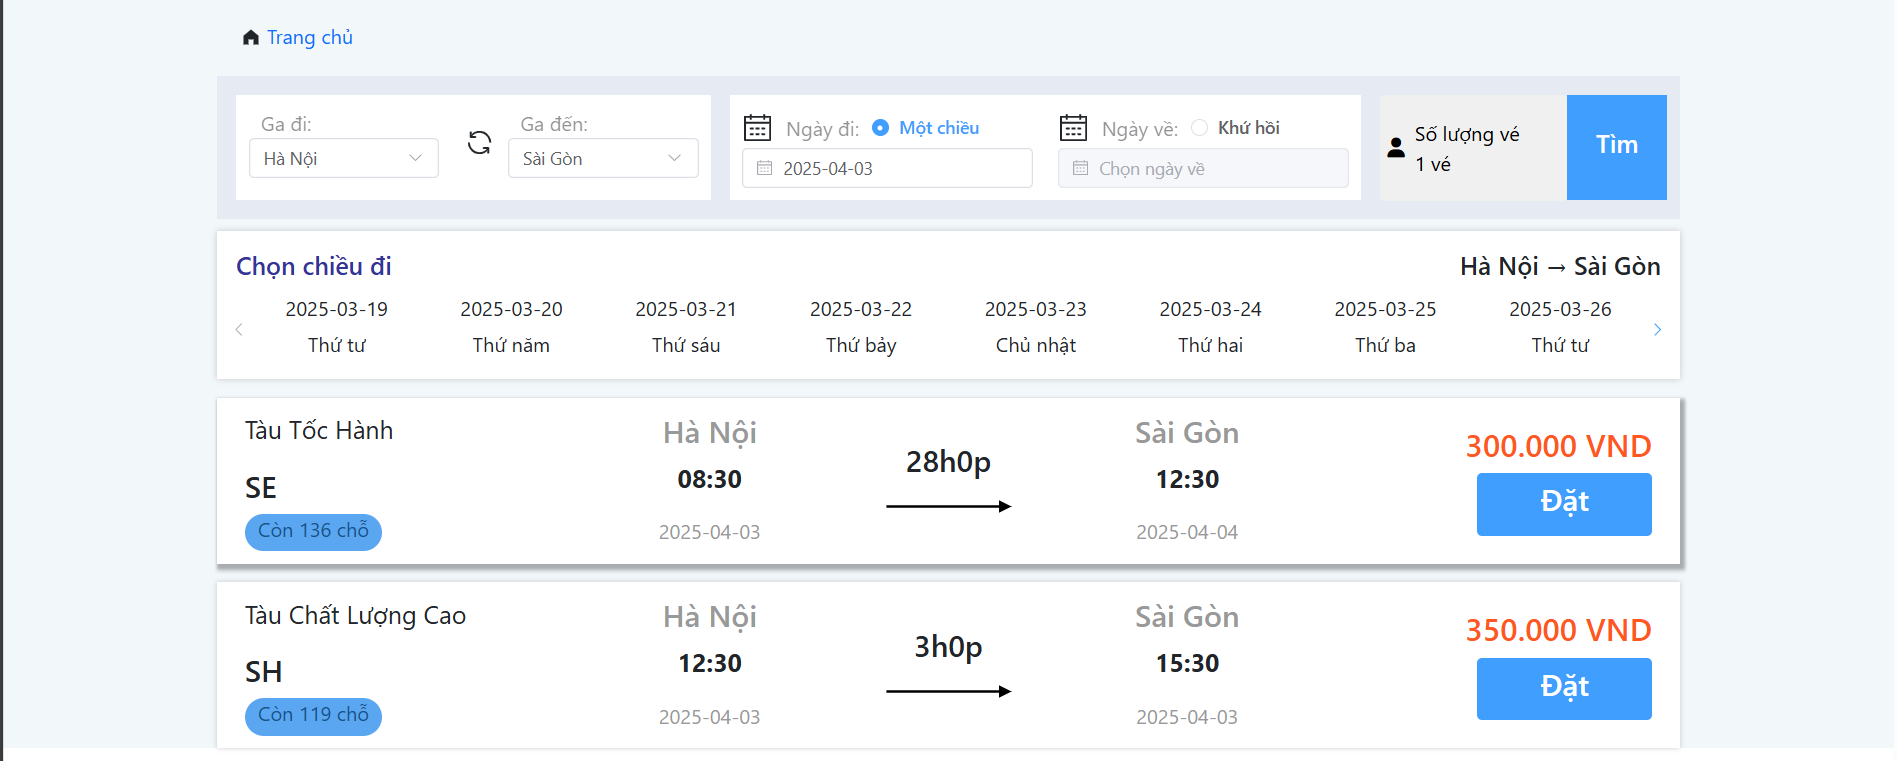 Trang chủ
Ga đi:
Hà Nội
Ga đến:
Sài Gòn
Ngày đi: Một chiều
2025-04-03
Ngày về: Khứ hồi
Chọn ngày về
Số lượng vé
1 vé
Tìm
Chọn chiều đi
Hà Nội → Sài Gòn
2025-03-19
Thứ tư
2025-03-20
Thứ năm
2025-03-21
Thứ sáu
2025-03-22
Thứ bảy
2025-03-23
Chủ nhật
2025-03-24
Thứ hai
2025-03-25
Thứ ba
2025-03-26
Thứ tư
Tàu Tốc Hành
SE
Còn 136 chỗ
Hà Nội
08:30
2025-04-03
28h0p
Sài Gòn
12:30
2025-04-04
300.000 VND
Đặt
Tàu Chất Lượng Cao
SH
Còn 119 chỗ
Hà Nội
12:30
2025-04-03
3h0p
Sài Gòn
15:30
2025-04-03
350.000 VND
Đặt